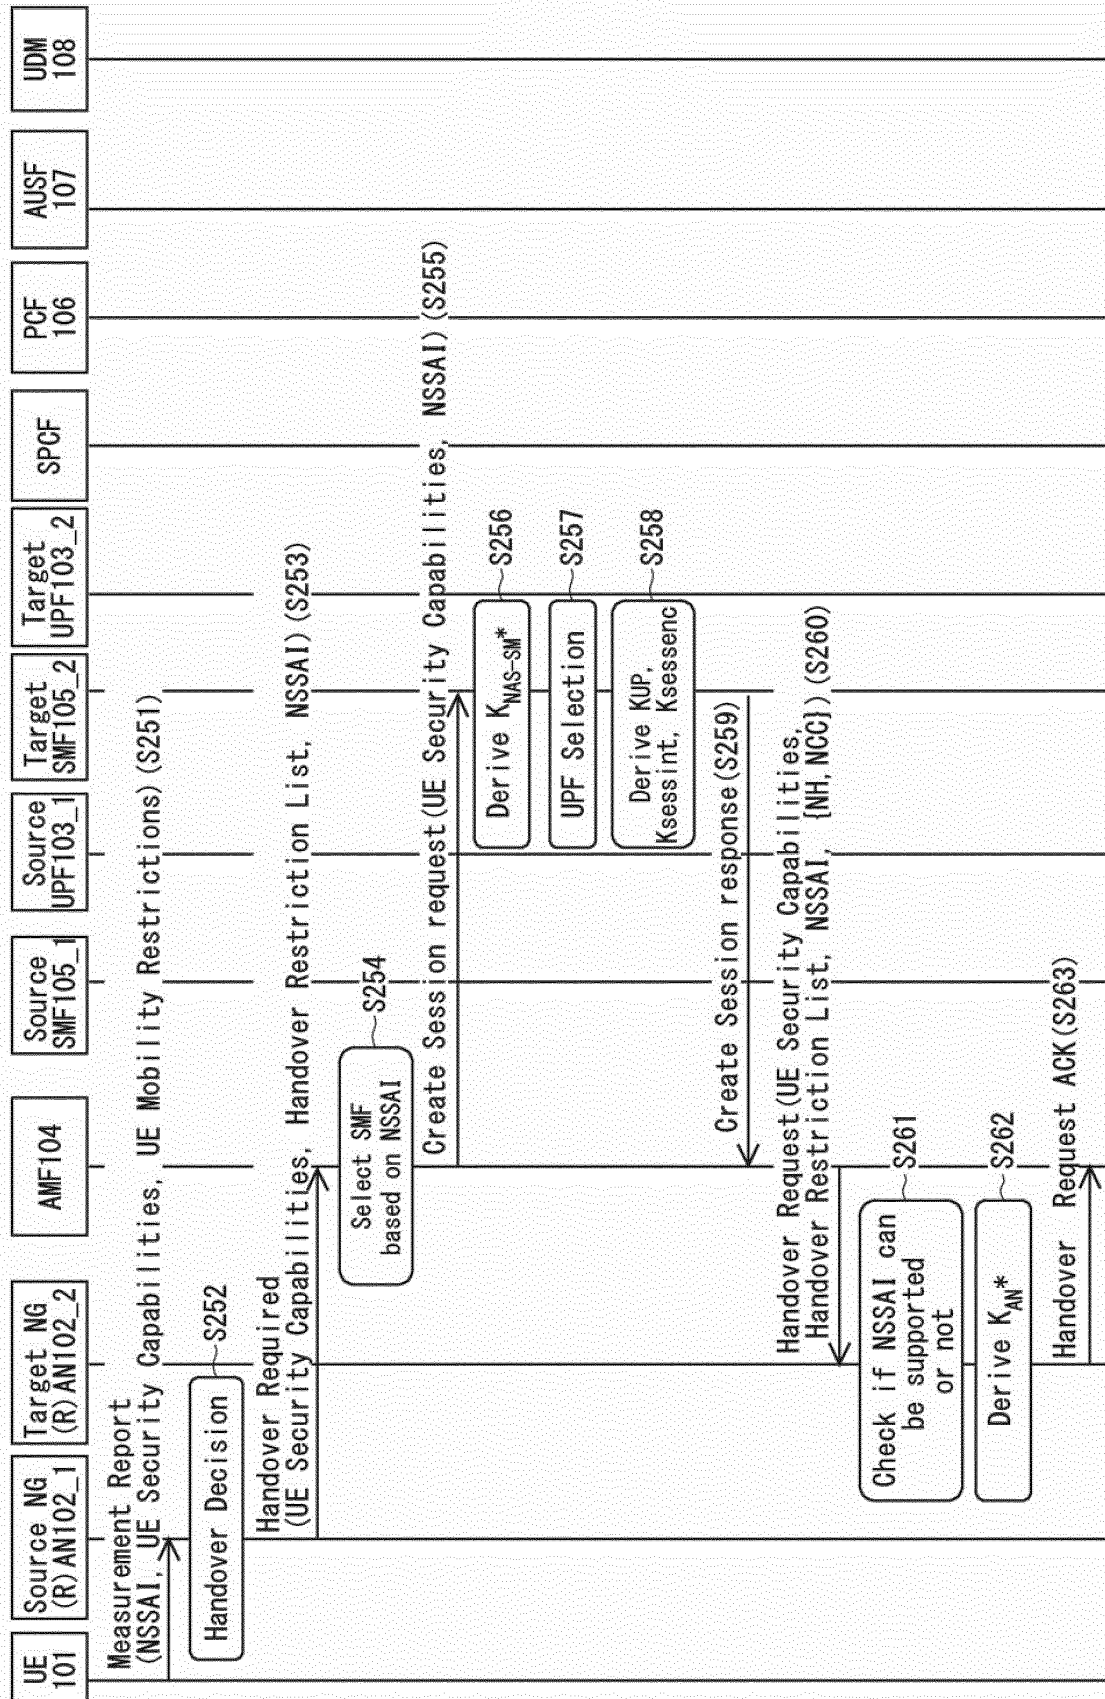 UE
101
Source NG
(R)AN102_1
Target NG
(R)AN102_2
AMF104
Source
SMF105_1
Source
UPF103_1
Target
SMF105_2
Target
UPF103_2
SPCF
PCF
106
AUSF
107
UDM
108
Measurement Report
(NSSAI, UE Security Capabilities, UE Mobility Restrictions)(S251)
Handover Decision
S252
Handover Required
(UE Security Capabilities, Handover Restriction List, NSSAI)(S253)
Select SMF
based on NSSAI
S254
Create Session request(UE Security Capabilities, NSSAI)(S255)
Derive KNAS-SM*
S256
UPF Selection
S257
Derive KUP,
Ksessint, Ksessenc
S258
Create Session response(S259)
Handover Request(UE Security Capabilities,
Handover Restriction List, NSSAI, {NH,NCC})(S260)
Check if NSSAI can
be supported
or not
S261
Derive KAN*
S262
Handover Request ACK(S263)